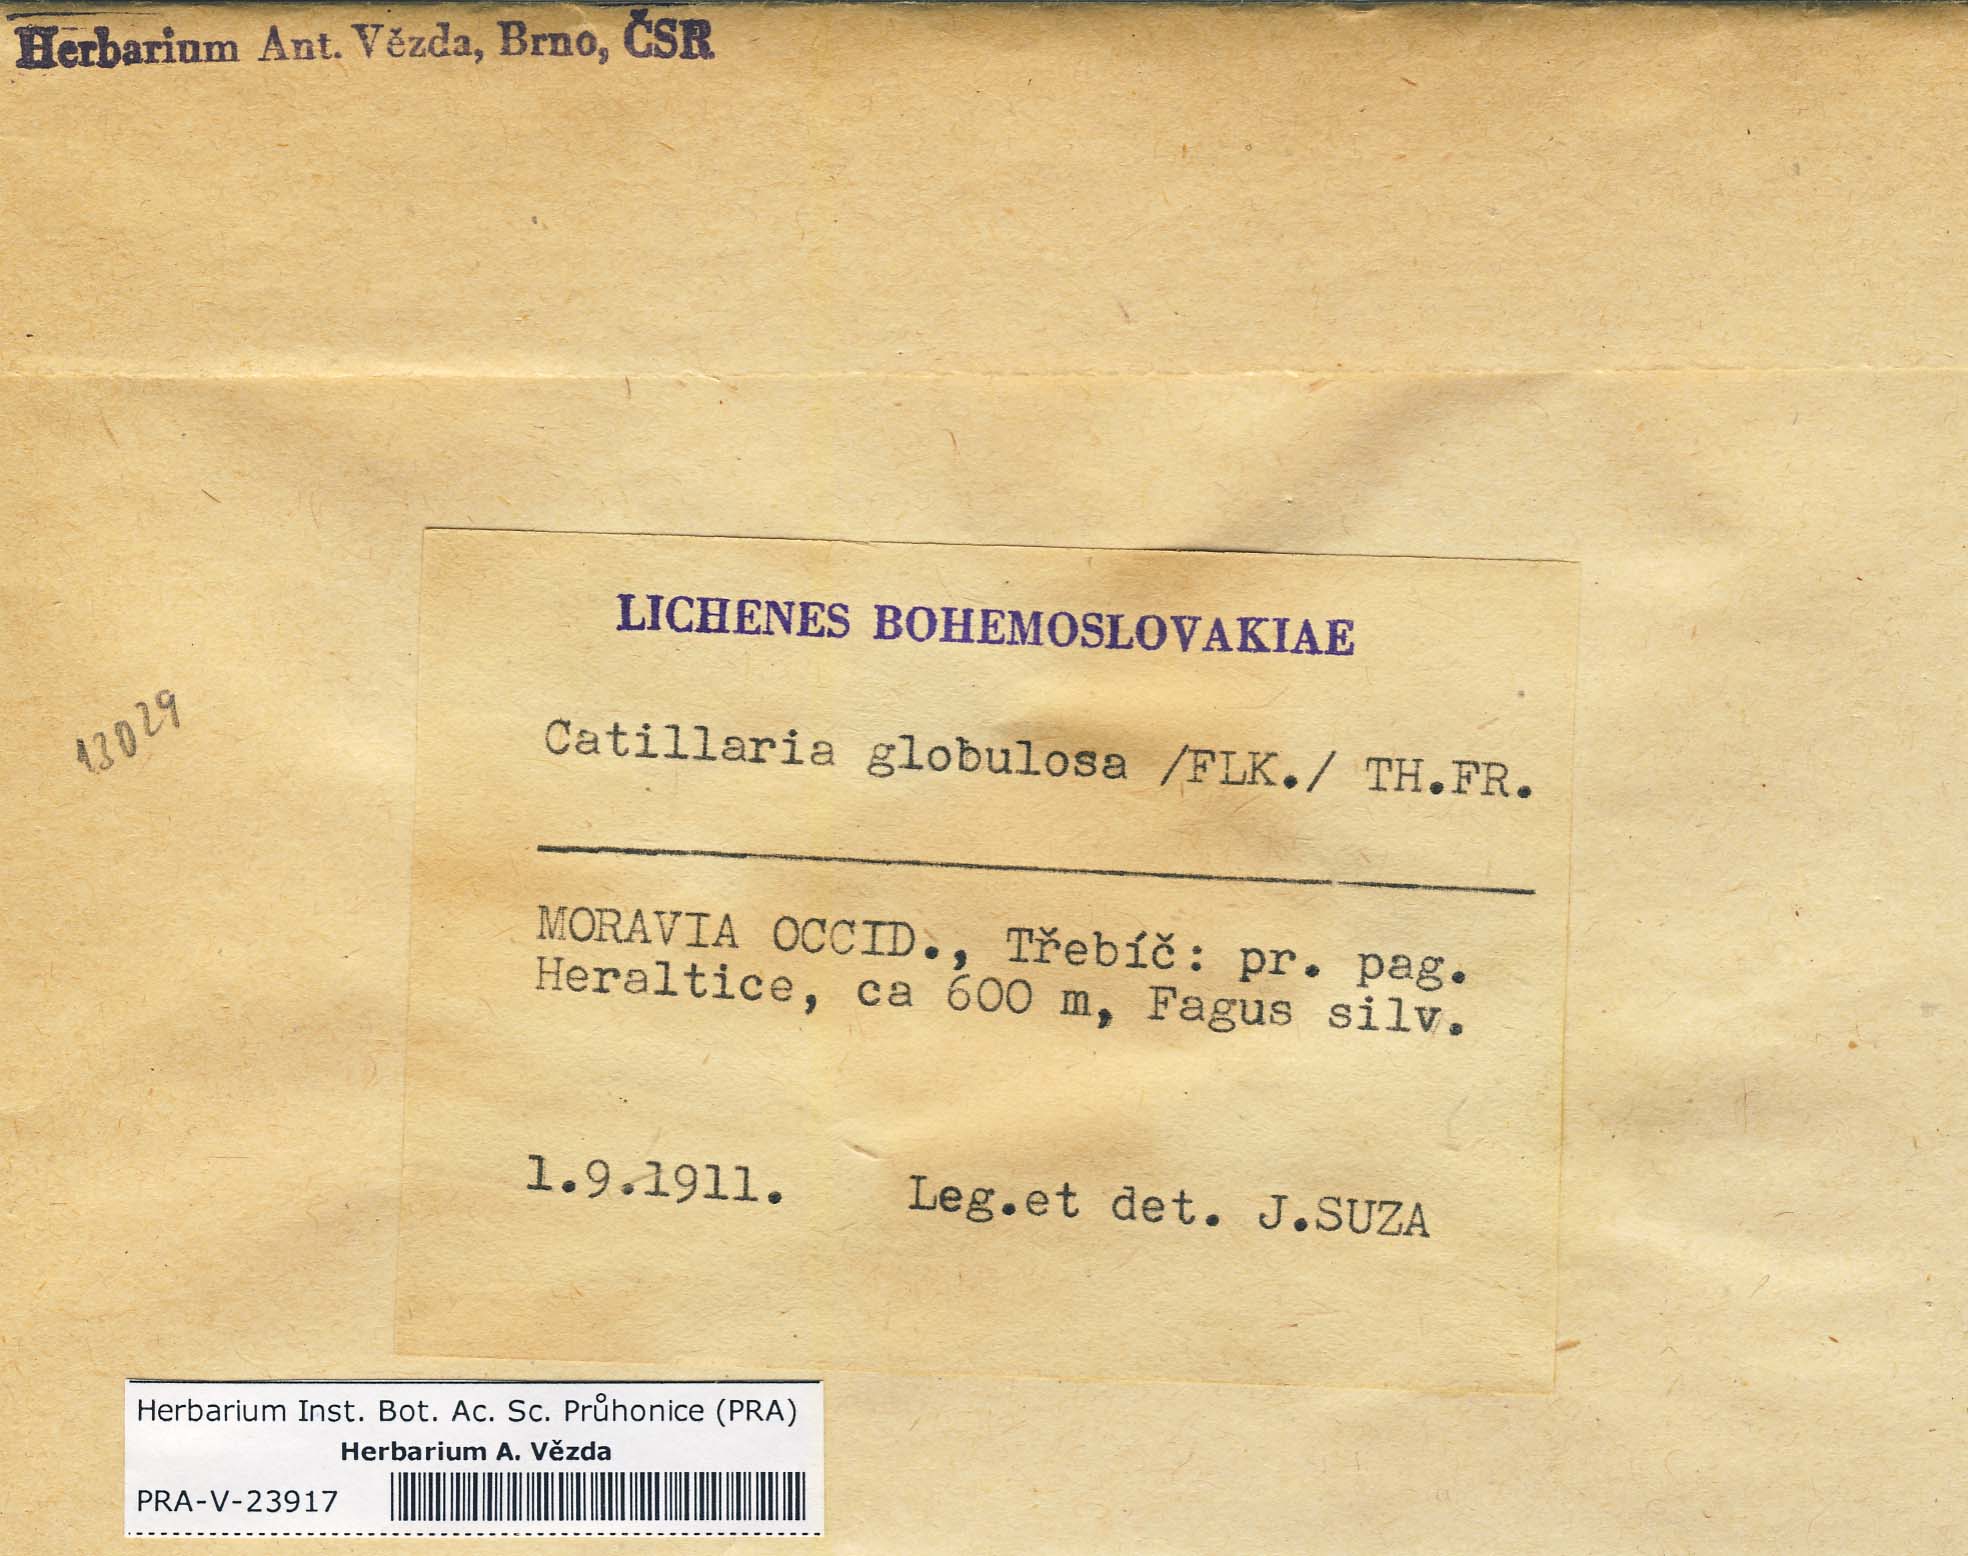 Herbarium Ant. Vězda, Brno, ČSR
LICHENES BOHEMOSLOVAKIAE
13029
Catillaria globulosa /FLK./ TH.FR.
MORAVIA OCCID., Třebíč: pr. pag.
Heraltice, ca 600 m, Fagus silv.
1.9.1911. Leg.et det. J.SUZA
Herbarium Inst. Bot. Ac. Sc. Průhonice (PRA)
Herbarium A. Vězda
PRA-V-23917